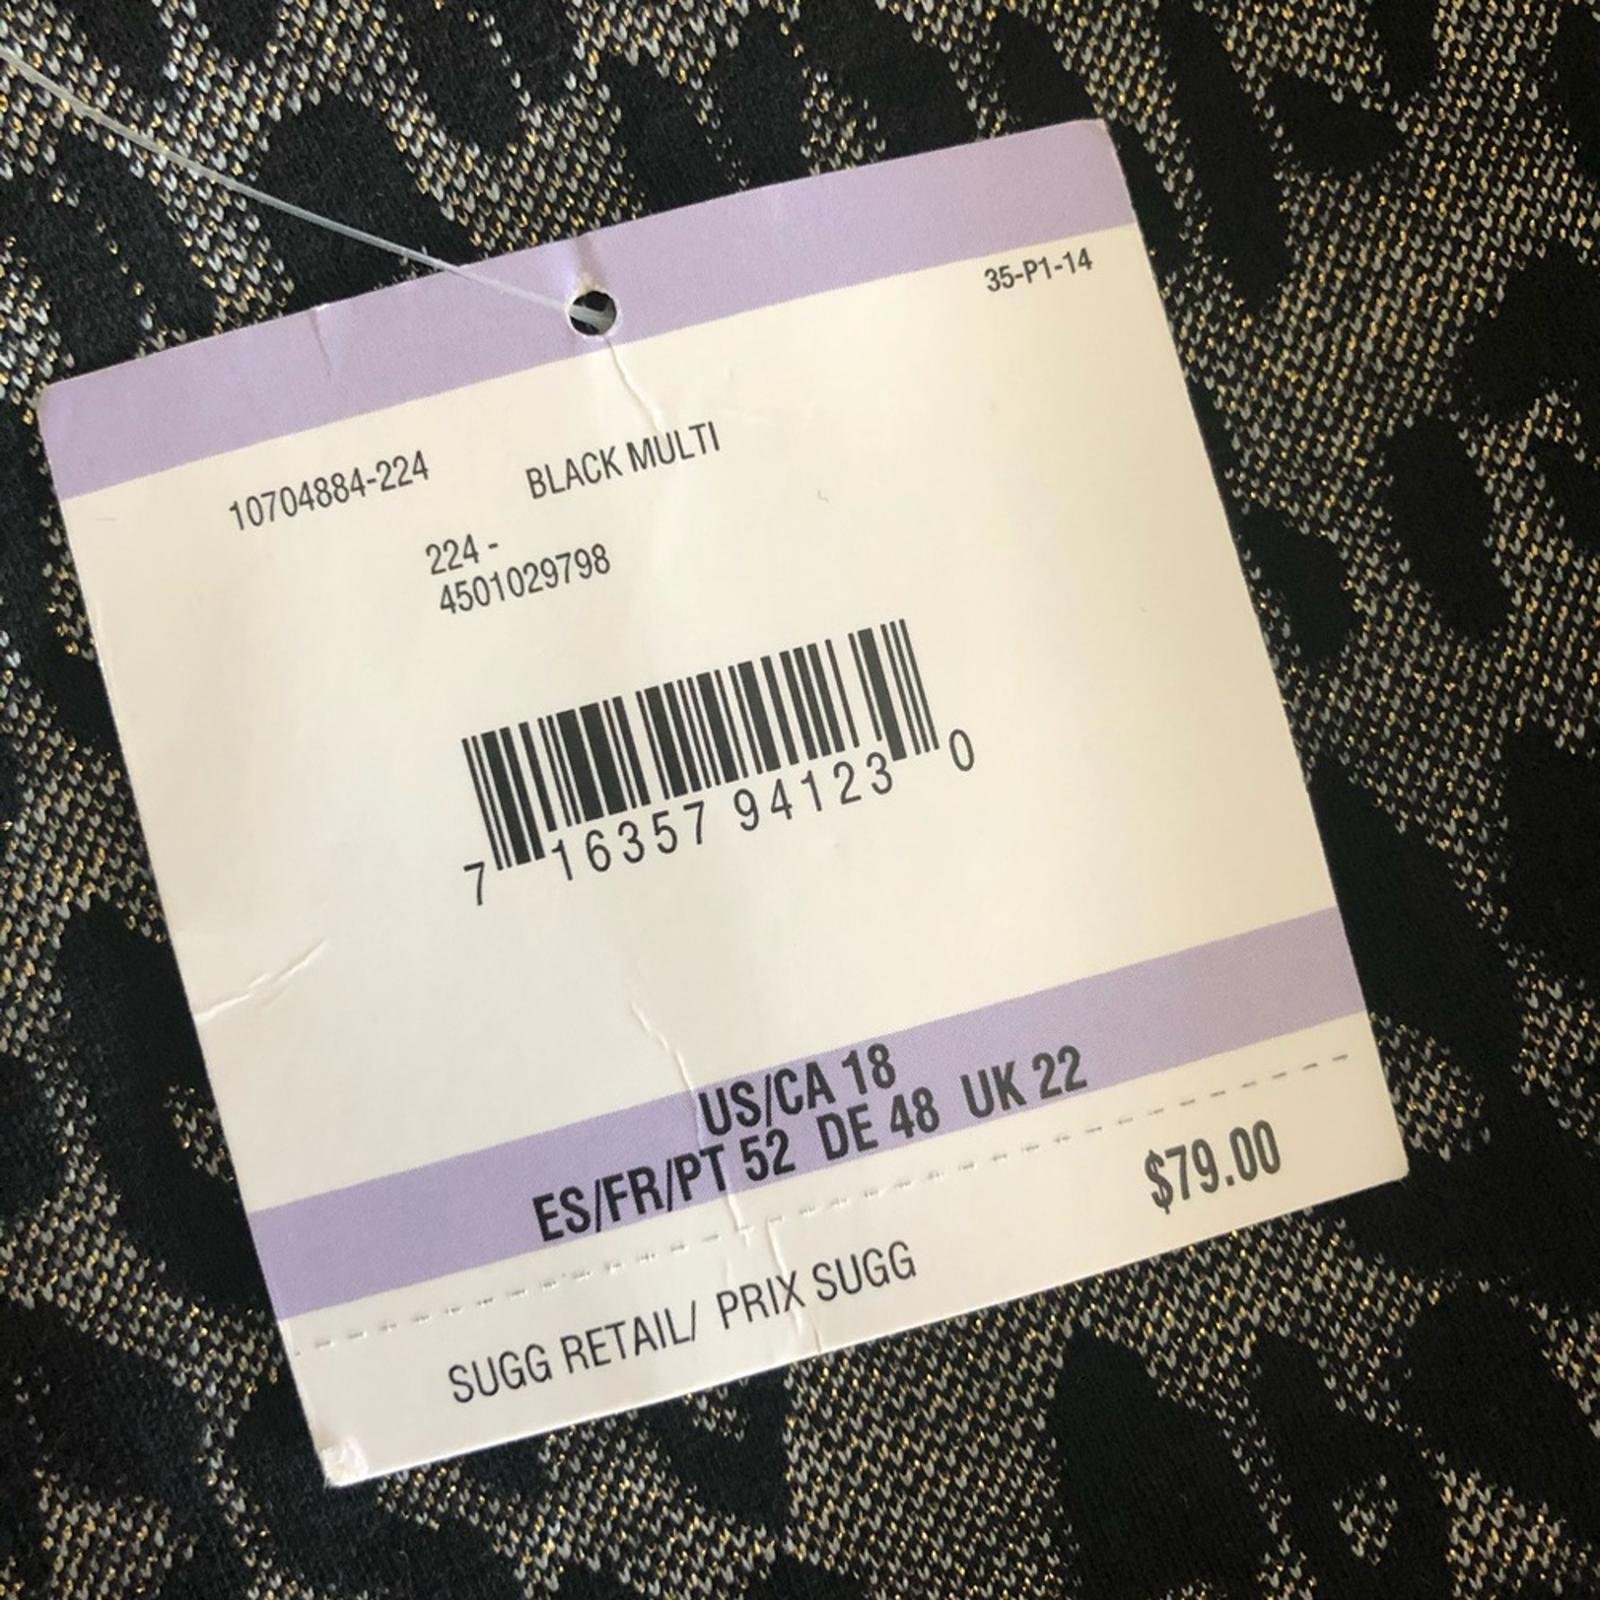 35-P1-14
10704884-224 BLACK MULTI
224 -
4501029798
7 16357 94123 0
US/CA 18
ES/FR/PT 52 DE 48 UK 22
$79.00
SUGG RETAIL/ PRIX SUGG